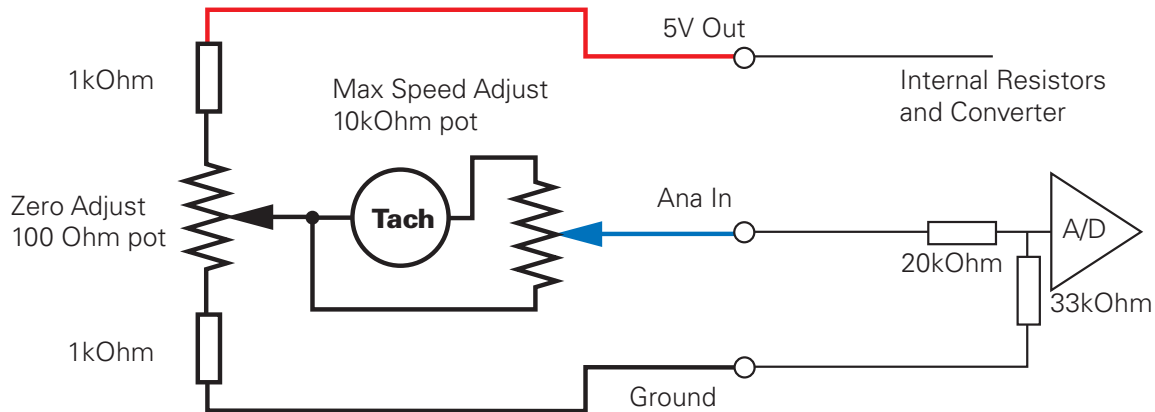 5V Out
1kOhm
Internal Resistors
and Converter
Max Speed Adjust
10kOhm pot
Zero Adjust
100 Ohm pot
Tach
Ana In
A/D
20kOhm
33kOhm
1kOhm
Ground